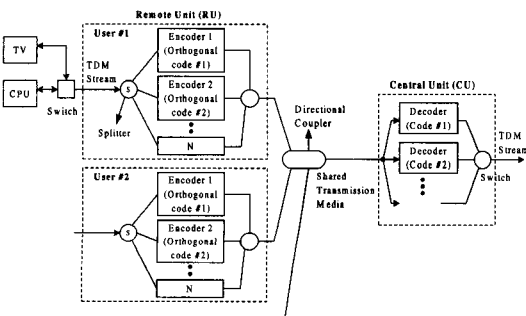 Remote Unit (RU)
User #1
TV
CPU
Switch
TDM
Stream
S
Splitter
Encoder 1
(Orthogonal
code #1)
Encoder 2
(Orthogonal
code #2)
N
User #2
S
Encoder 1
(Orthogonal
code #1)
Encoder 2
(Orthogonal
code #2)
N
Directional
Coupler
Shared
Transmission
Media
Central Unit (CU)
Decoder
(Code #1)
Decoder
(Code #2)
TDM
Stream
Switch